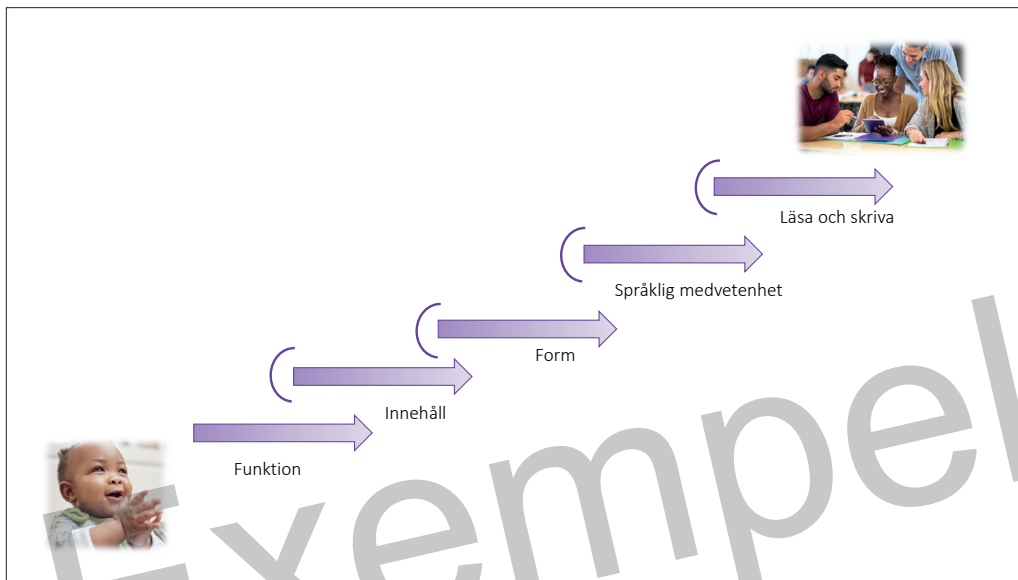 Läsa och skriva
Språklig medvetenhet
Form
Innehåll
Funktion
Exempel